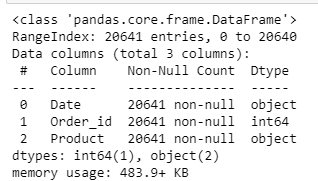 <class 'pandas.core.frame.DataFrame'>
RangeIndex: 20641 entries, 0 to 20640
Data columns (total 3 columns):
 #   Column    Non-Null Count  Dtype
---  ------    --------------  -----
 0   Date      20641 non-null  object
 1   Order_id  20641 non-null  int64
 2   Product   20641 non-null  object
dtypes: int64(1), object(2)
memory usage: 483.9+ KB